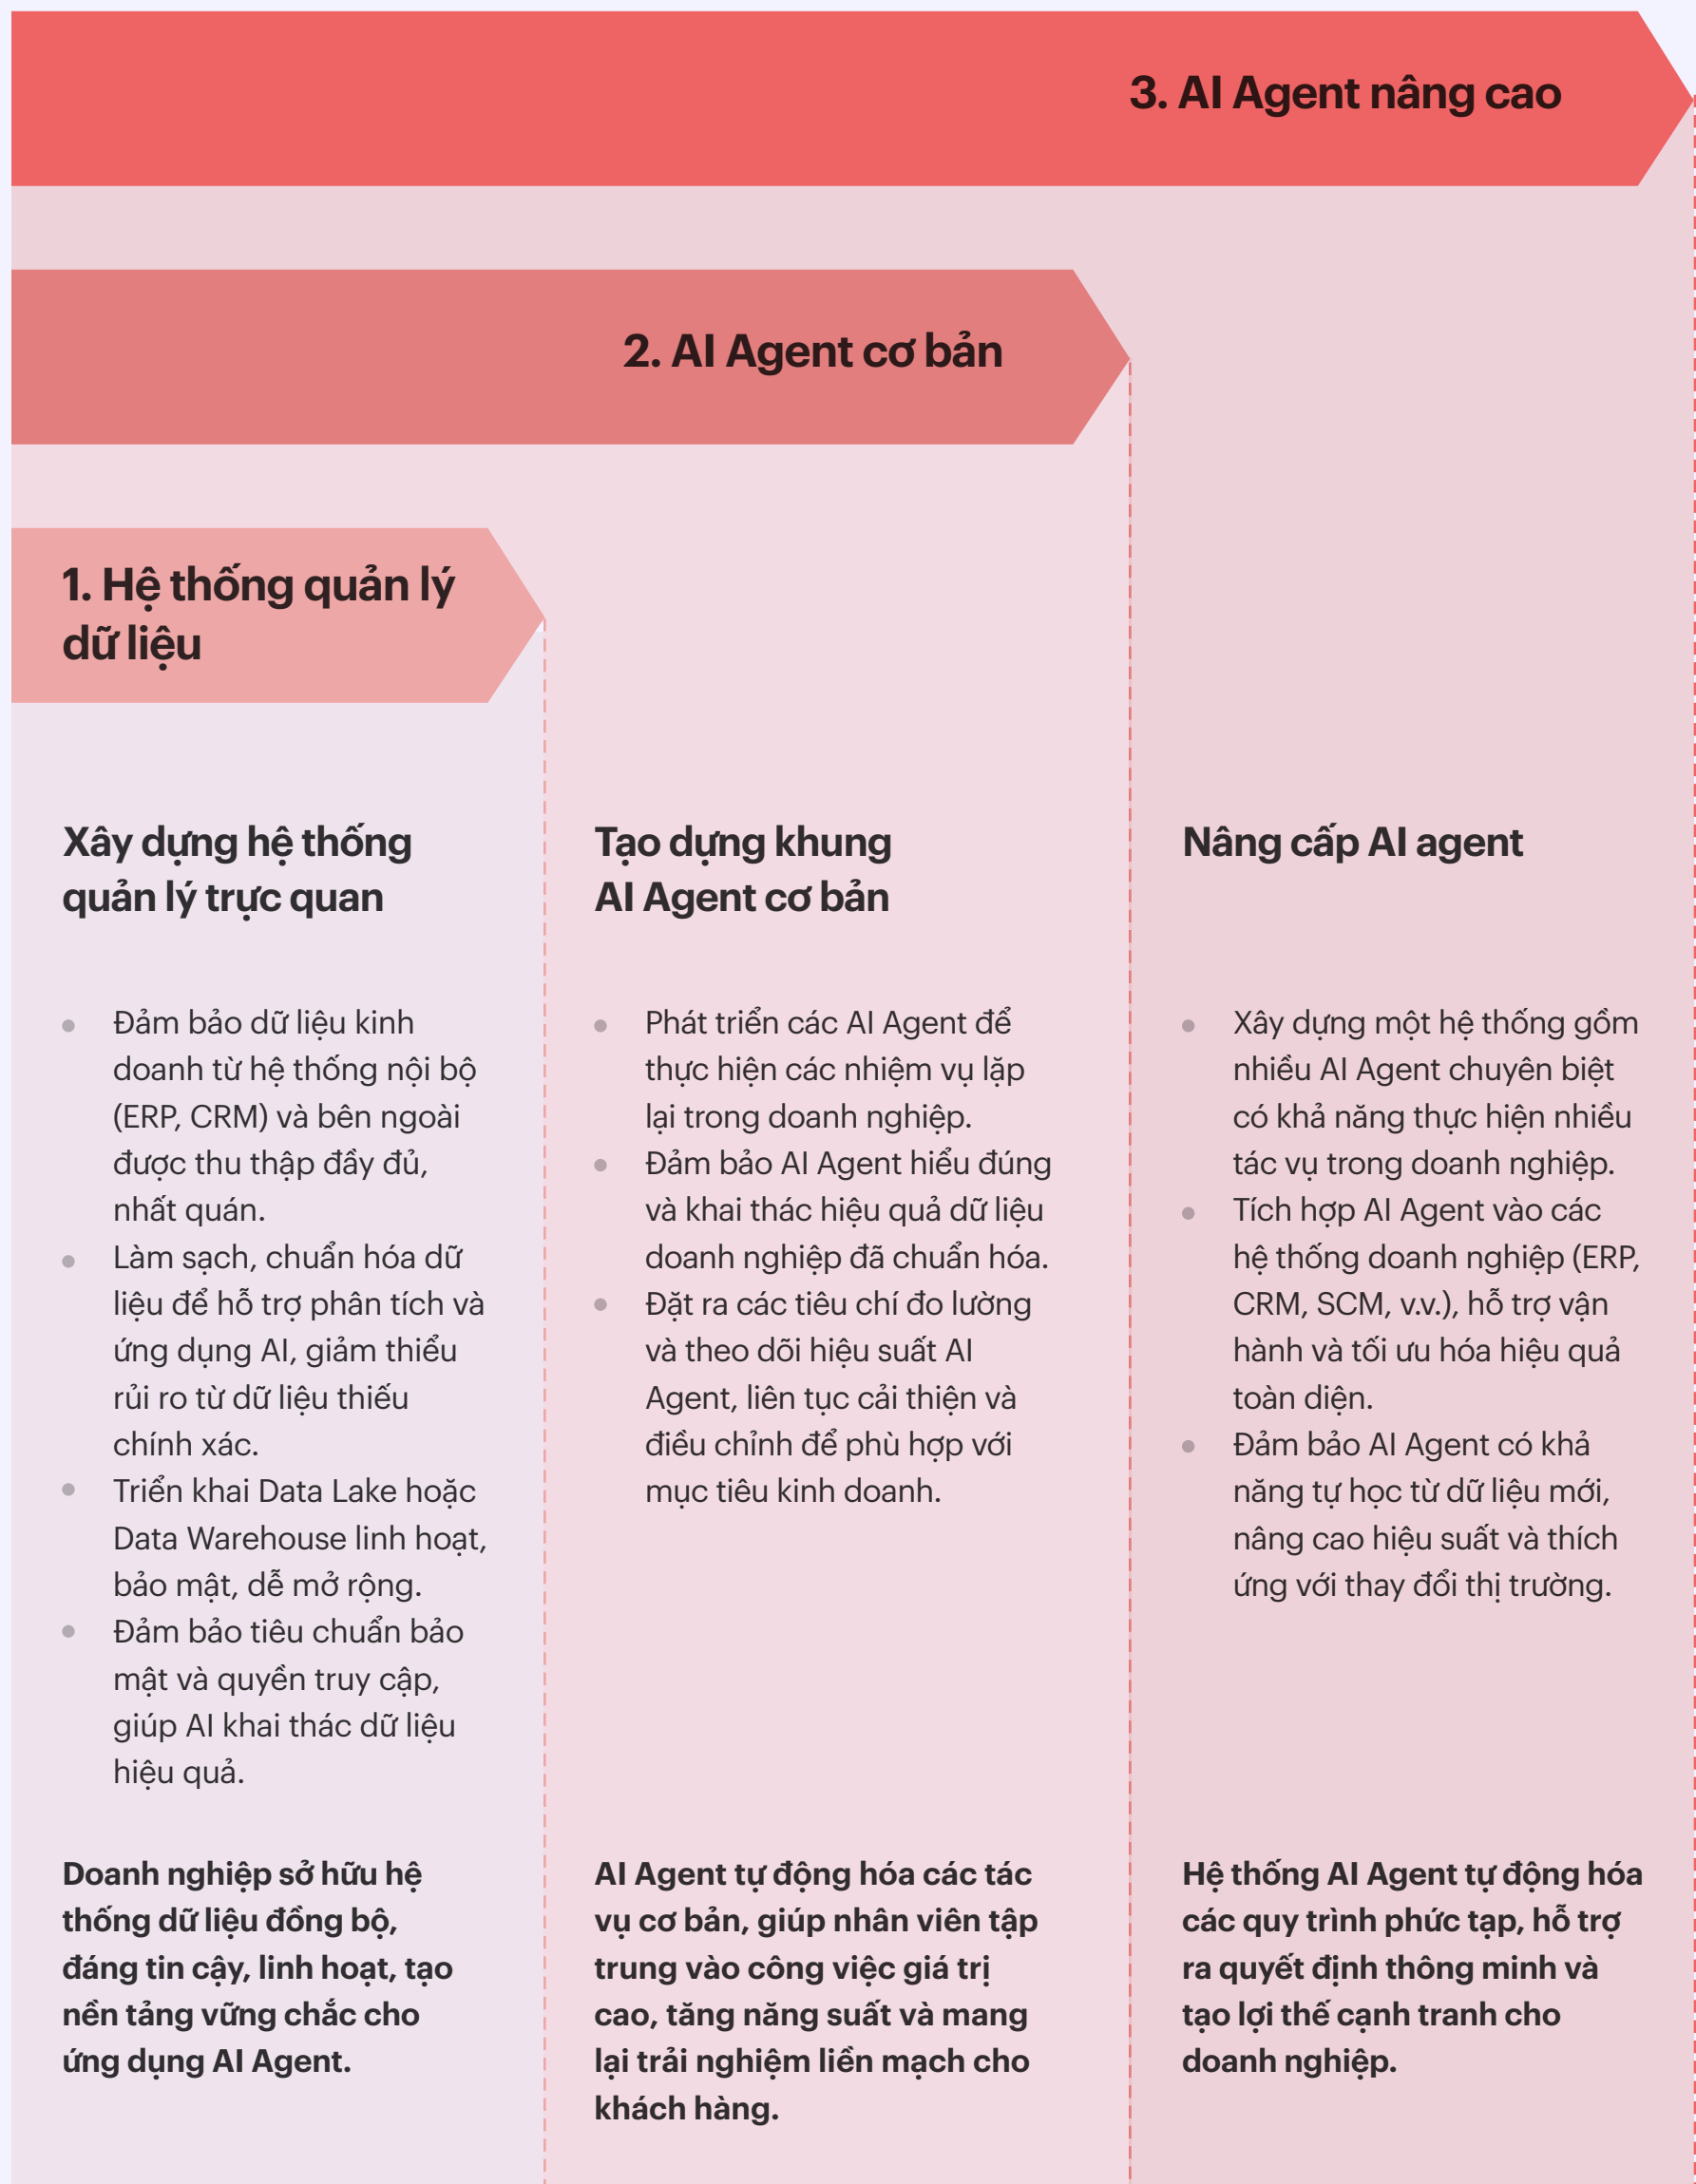 3. AI Agent nâng cao
2. AI Agent cơ bản
1. Hệ thống quản lý
dữ liệu
Xây dựng hệ thống
quản lý trực quan
Đảm bảo dữ liệu kinh
doanh từ hệ thống nội bộ
(ERP, CRM) và bên ngoài
được thu thập đầy đủ,
nhất quán.
Làm sạch, chuẩn hóa dữ
liệu để hỗ trợ phân tích và
ứng dụng AI, giảm thiểu
rủi ro từ dữ liệu thiếu
chính xác.
Triển khai Data Lake hoặc
Data Warehouse linh hoạt,
bảo mật, dễ mở rộng.
Đảm bảo tiêu chuẩn bảo
mật và quyền truy cập,
giúp AI khai thác dữ liệu
hiệu quả.
Doanh nghiệp sở hữu hệ
thống dữ liệu đồng bộ,
đáng tin cậy, linh hoạt, tạo
nền tảng vững chắc cho
ứng dụng AI Agent.
Tạo dựng khung
AI Agent cơ bản
Phát triển các AI Agent để
thực hiện các nhiệm vụ lặp
lại trong doanh nghiệp.
Đảm bảo AI Agent hiểu đúng
và khai thác hiệu quả dữ liệu
doanh nghiệp đã chuẩn hóa.
Đặt ra các tiêu chí đo lường
và theo dõi hiệu suất AI
Agent, liên tục cải thiện và
điều chỉnh để phù hợp với
mục tiêu kinh doanh.
AI Agent tự động hóa các tác
vụ cơ bản, giúp nhân viên tập
trung vào công việc giá trị
cao, tăng năng suất và mang
lại trải nghiệm liền mạch cho
khách hàng.
Nâng cấp AI agent
Xây dựng một hệ thống gồm
nhiều AI Agent chuyên biệt
có khả năng thực hiện nhiều
tác vụ trong doanh nghiệp.
Tích hợp AI Agent vào các
hệ thống doanh nghiệp (ERP,
CRM, SCM, v.v.), hỗ trợ vận
hành và tối ưu hóa hiệu quả
toàn diện.
Đảm bảo AI Agent có khả
năng tự học từ dữ liệu mới,
nâng cao hiệu suất và thích
ứng với thay đổi thị trường.
Hệ thống AI Agent tự động hóa
các quy trình phức tạp, hỗ trợ
ra quyết định thông minh và
tạo lợi thế cạnh tranh cho
doanh nghiệp.